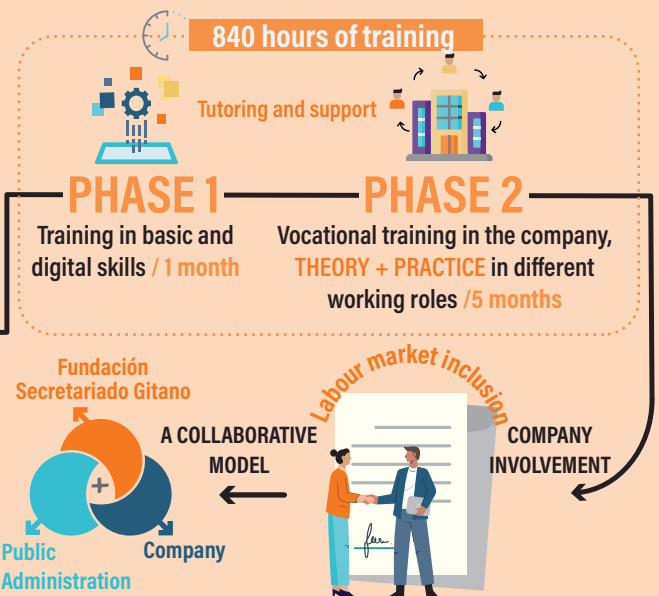 840 hours of training
Tutoring and support
PHASE 1
Training in basic and
digital skills / 1 month
PHASE 2
Vocational training in the company,
THEORY + PRACTICE in different
working roles /5 months
Labour market inclusion
COMPANY
INVOLVEMENT
A COLLABORATIVE
MODEL
Fundación
Secretariado Gitano
+
Public
Administration
Company